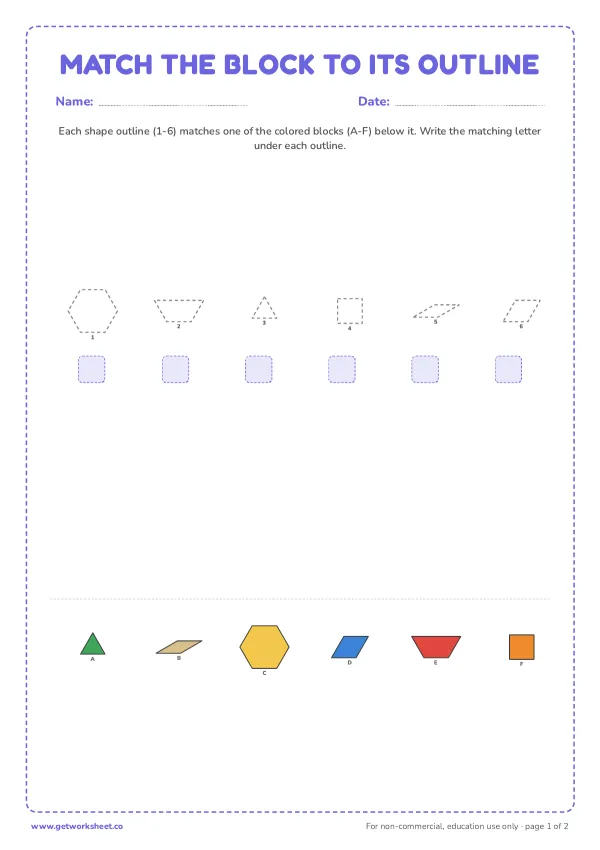 MATCH THE BLOCK TO ITS OUTLINE
Name:
Date:
Each shape outline (1-6) matches one of the colored blocks (A-F) below it. Write the matching letter
under each outline.
1
2
3
4
5
6
A
B
C
D
E
F
www.getworksheet.co
For non-commercial, education use only · page 1 of 2